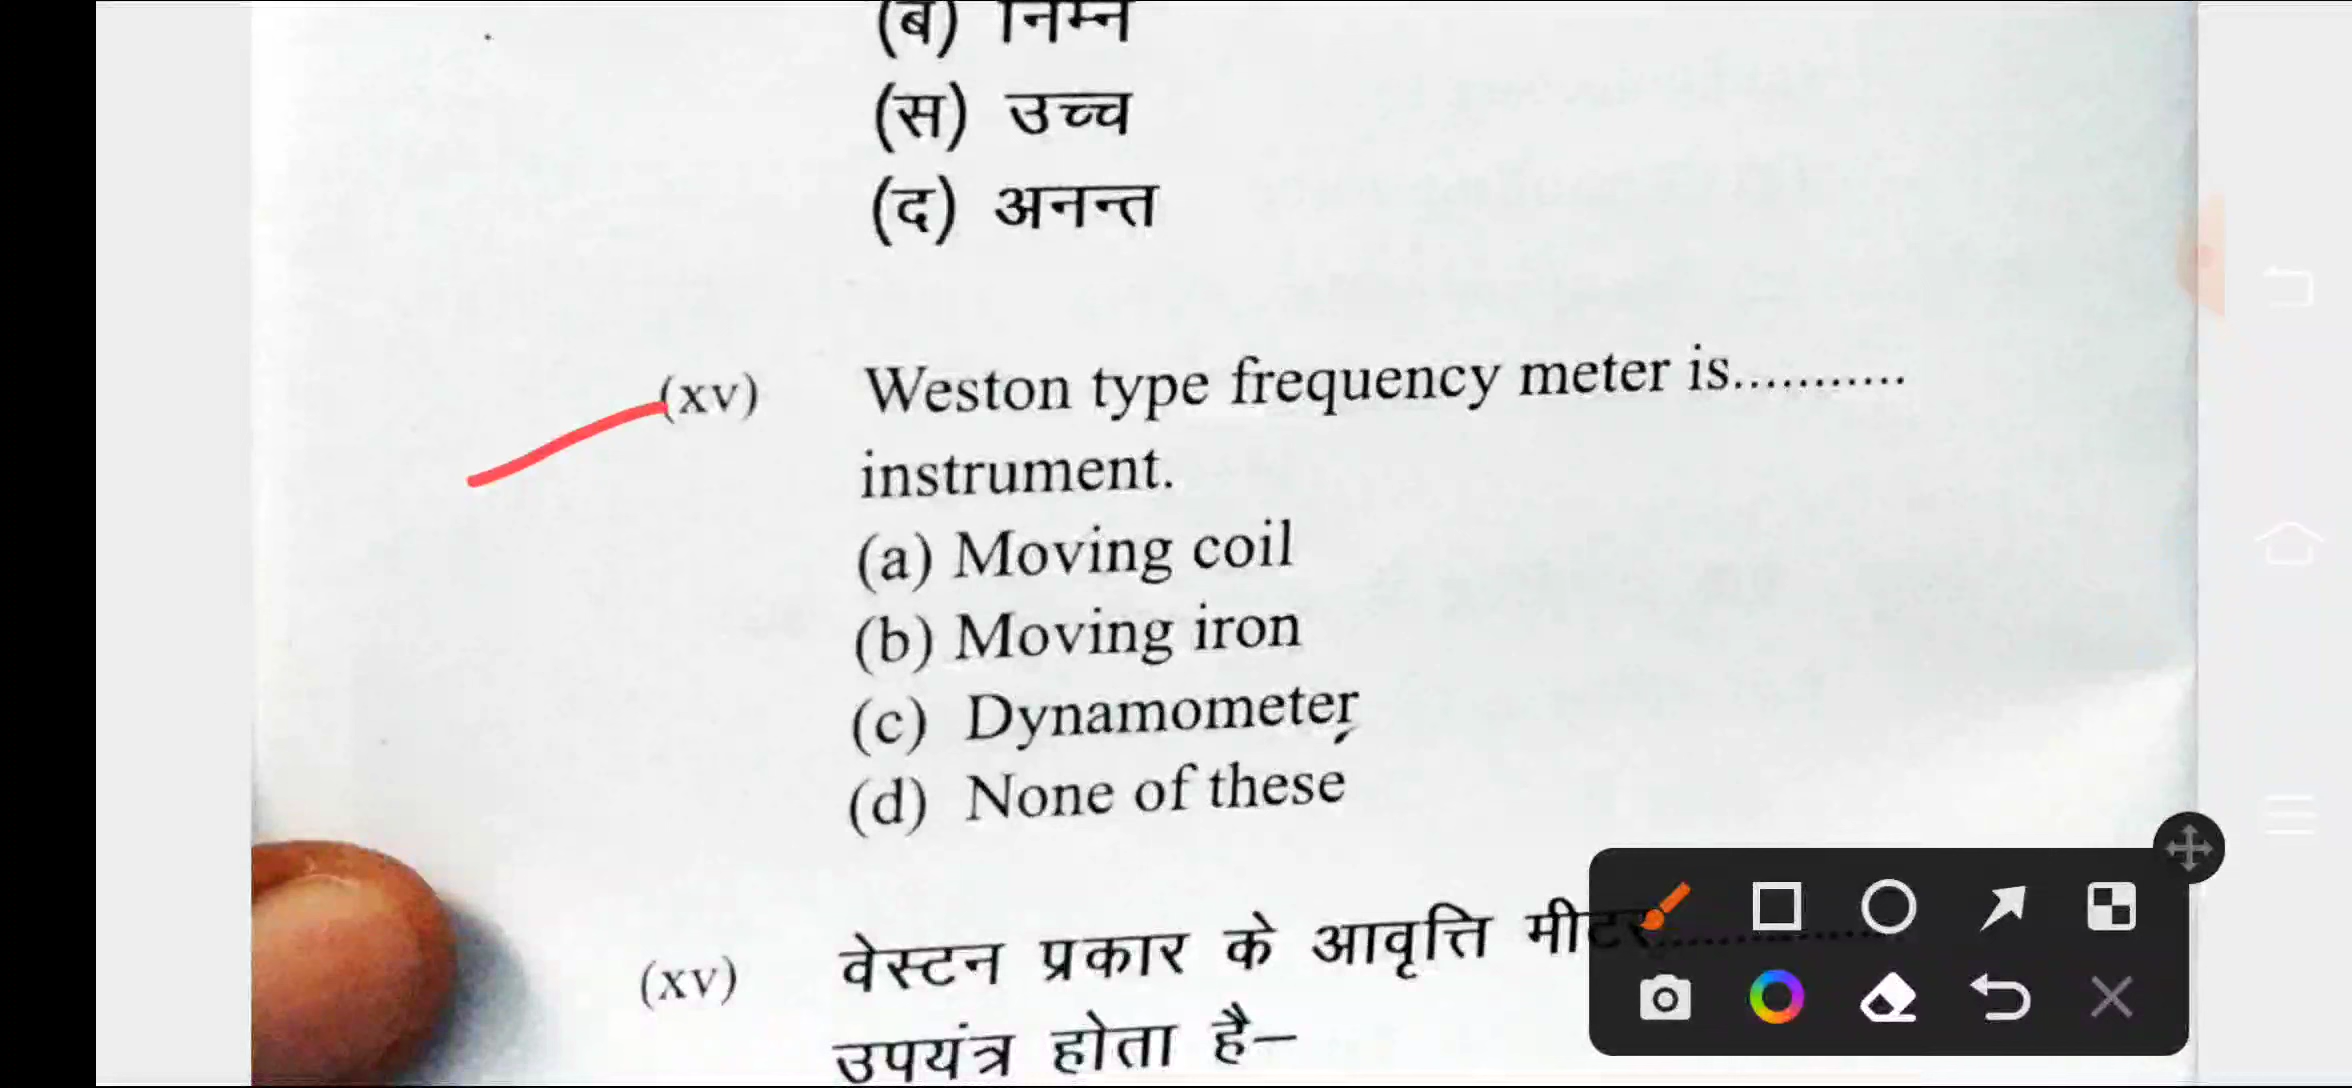 (ब) निम्न
(स) उच्च
(द) अनन्त
(xv) Weston type frequency meter is...........
instrument.
(a) Moving coil
(b) Moving iron
(c) Dynamometer
(d) None of these
(xv) वेस्टन प्रकार के आवृत्ति मीटर..............
उपयंत्र होता है–